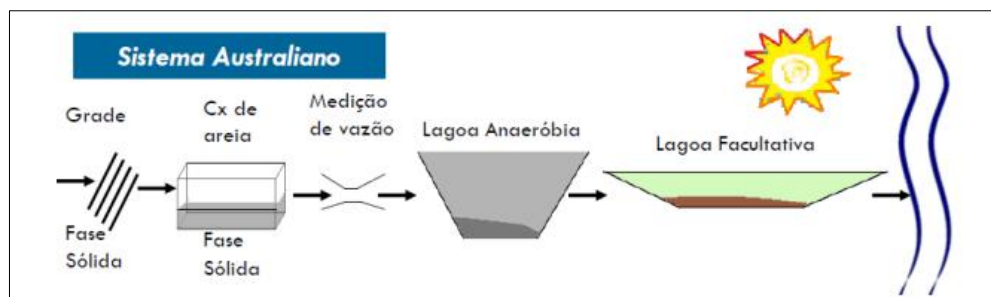 Sistema Australiano
Grade
Cx de
areia
Medição
de vazão
Lagoa Anaeróbia
Lagoa Facultativa
Fase
Sólida
Fase
Sólida